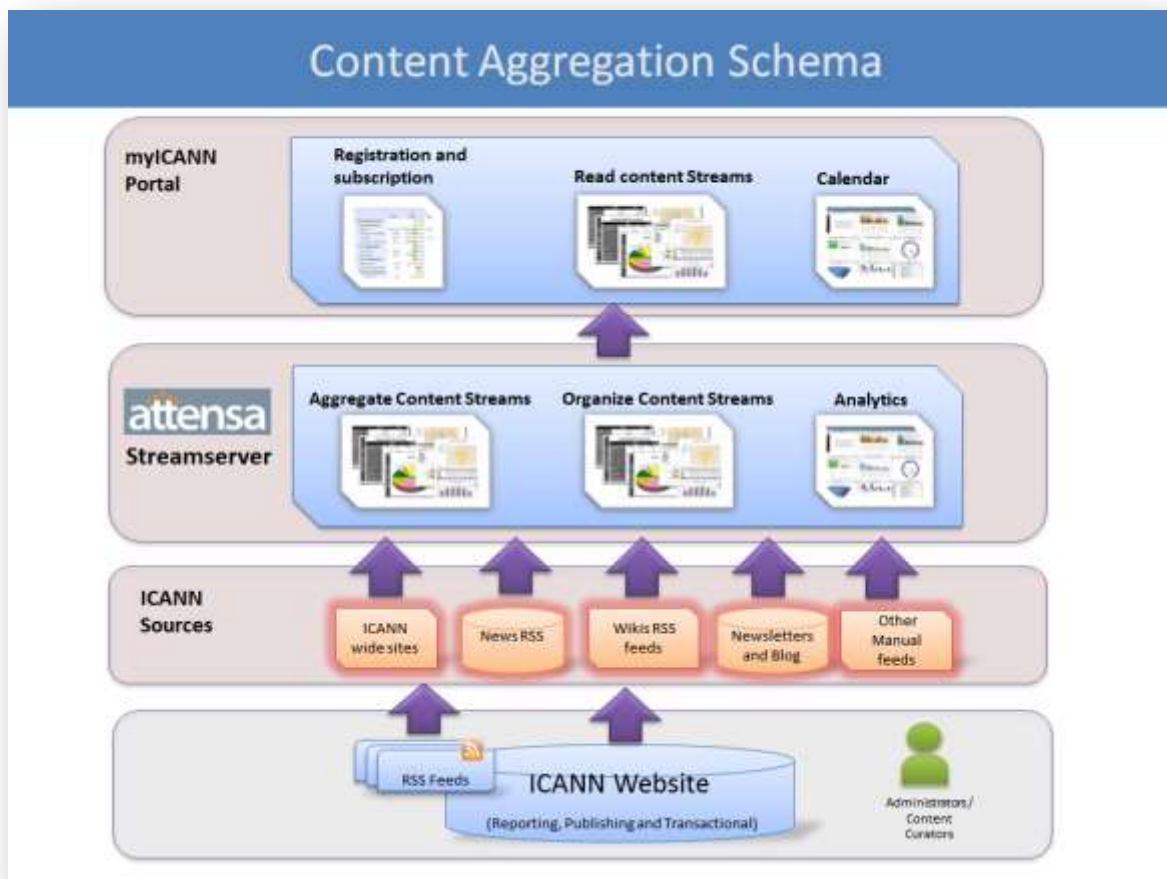 Content Aggregation Schema
myICANN
Portal
Registration and
subscription
Read content Streams
Calendar
attensa
Streamserver
Aggregate Content Streams
Organize Content Streams
Analytics
ICANN
Sources
ICANN
wide sites
News RSS
Wikis RSS
feeds
Newsletters
and Blog
Other
Manual
feeds
RSS Feeds
ICANN Website
(Reporting, Publishing and Transactional)
Administrators/
Content
Curators